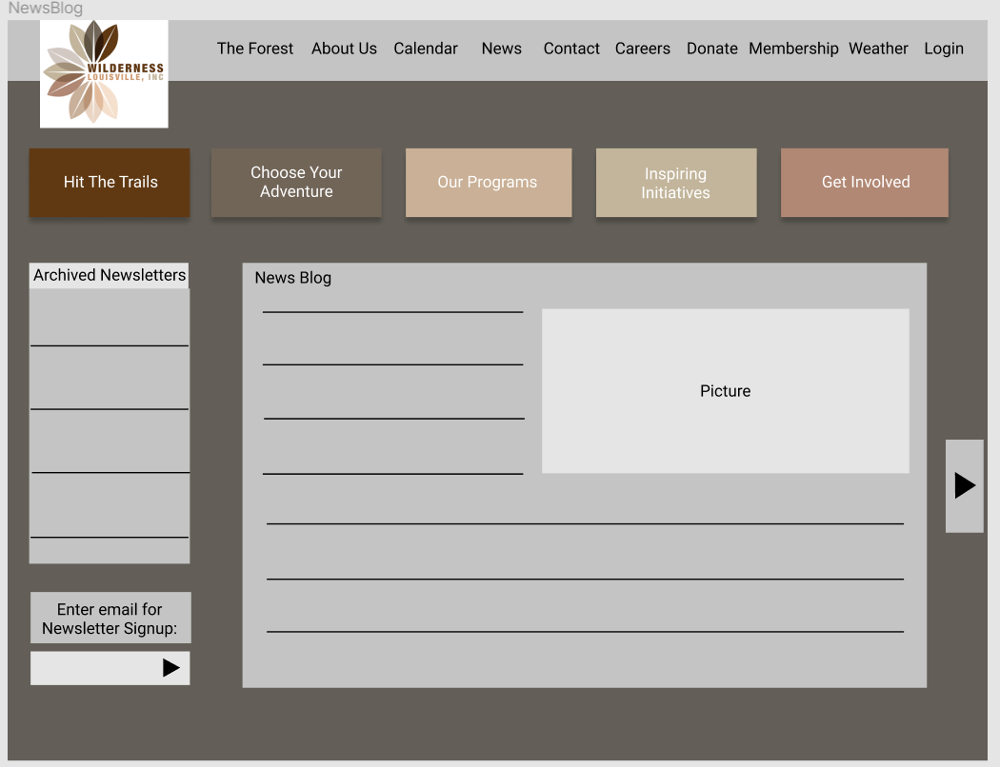 NewsBlog
WILDERNESS
LOUISVILLE, INC
The Forest About Us Calendar News Contact Careers Donate Membership Weather Login
Hit The Trails
Choose Your
Adventure
Our Programs
Inspiring
Initiatives
Get Involved
Archived Newsletters
News Blog
Picture
Enter email for
Newsletter Signup: